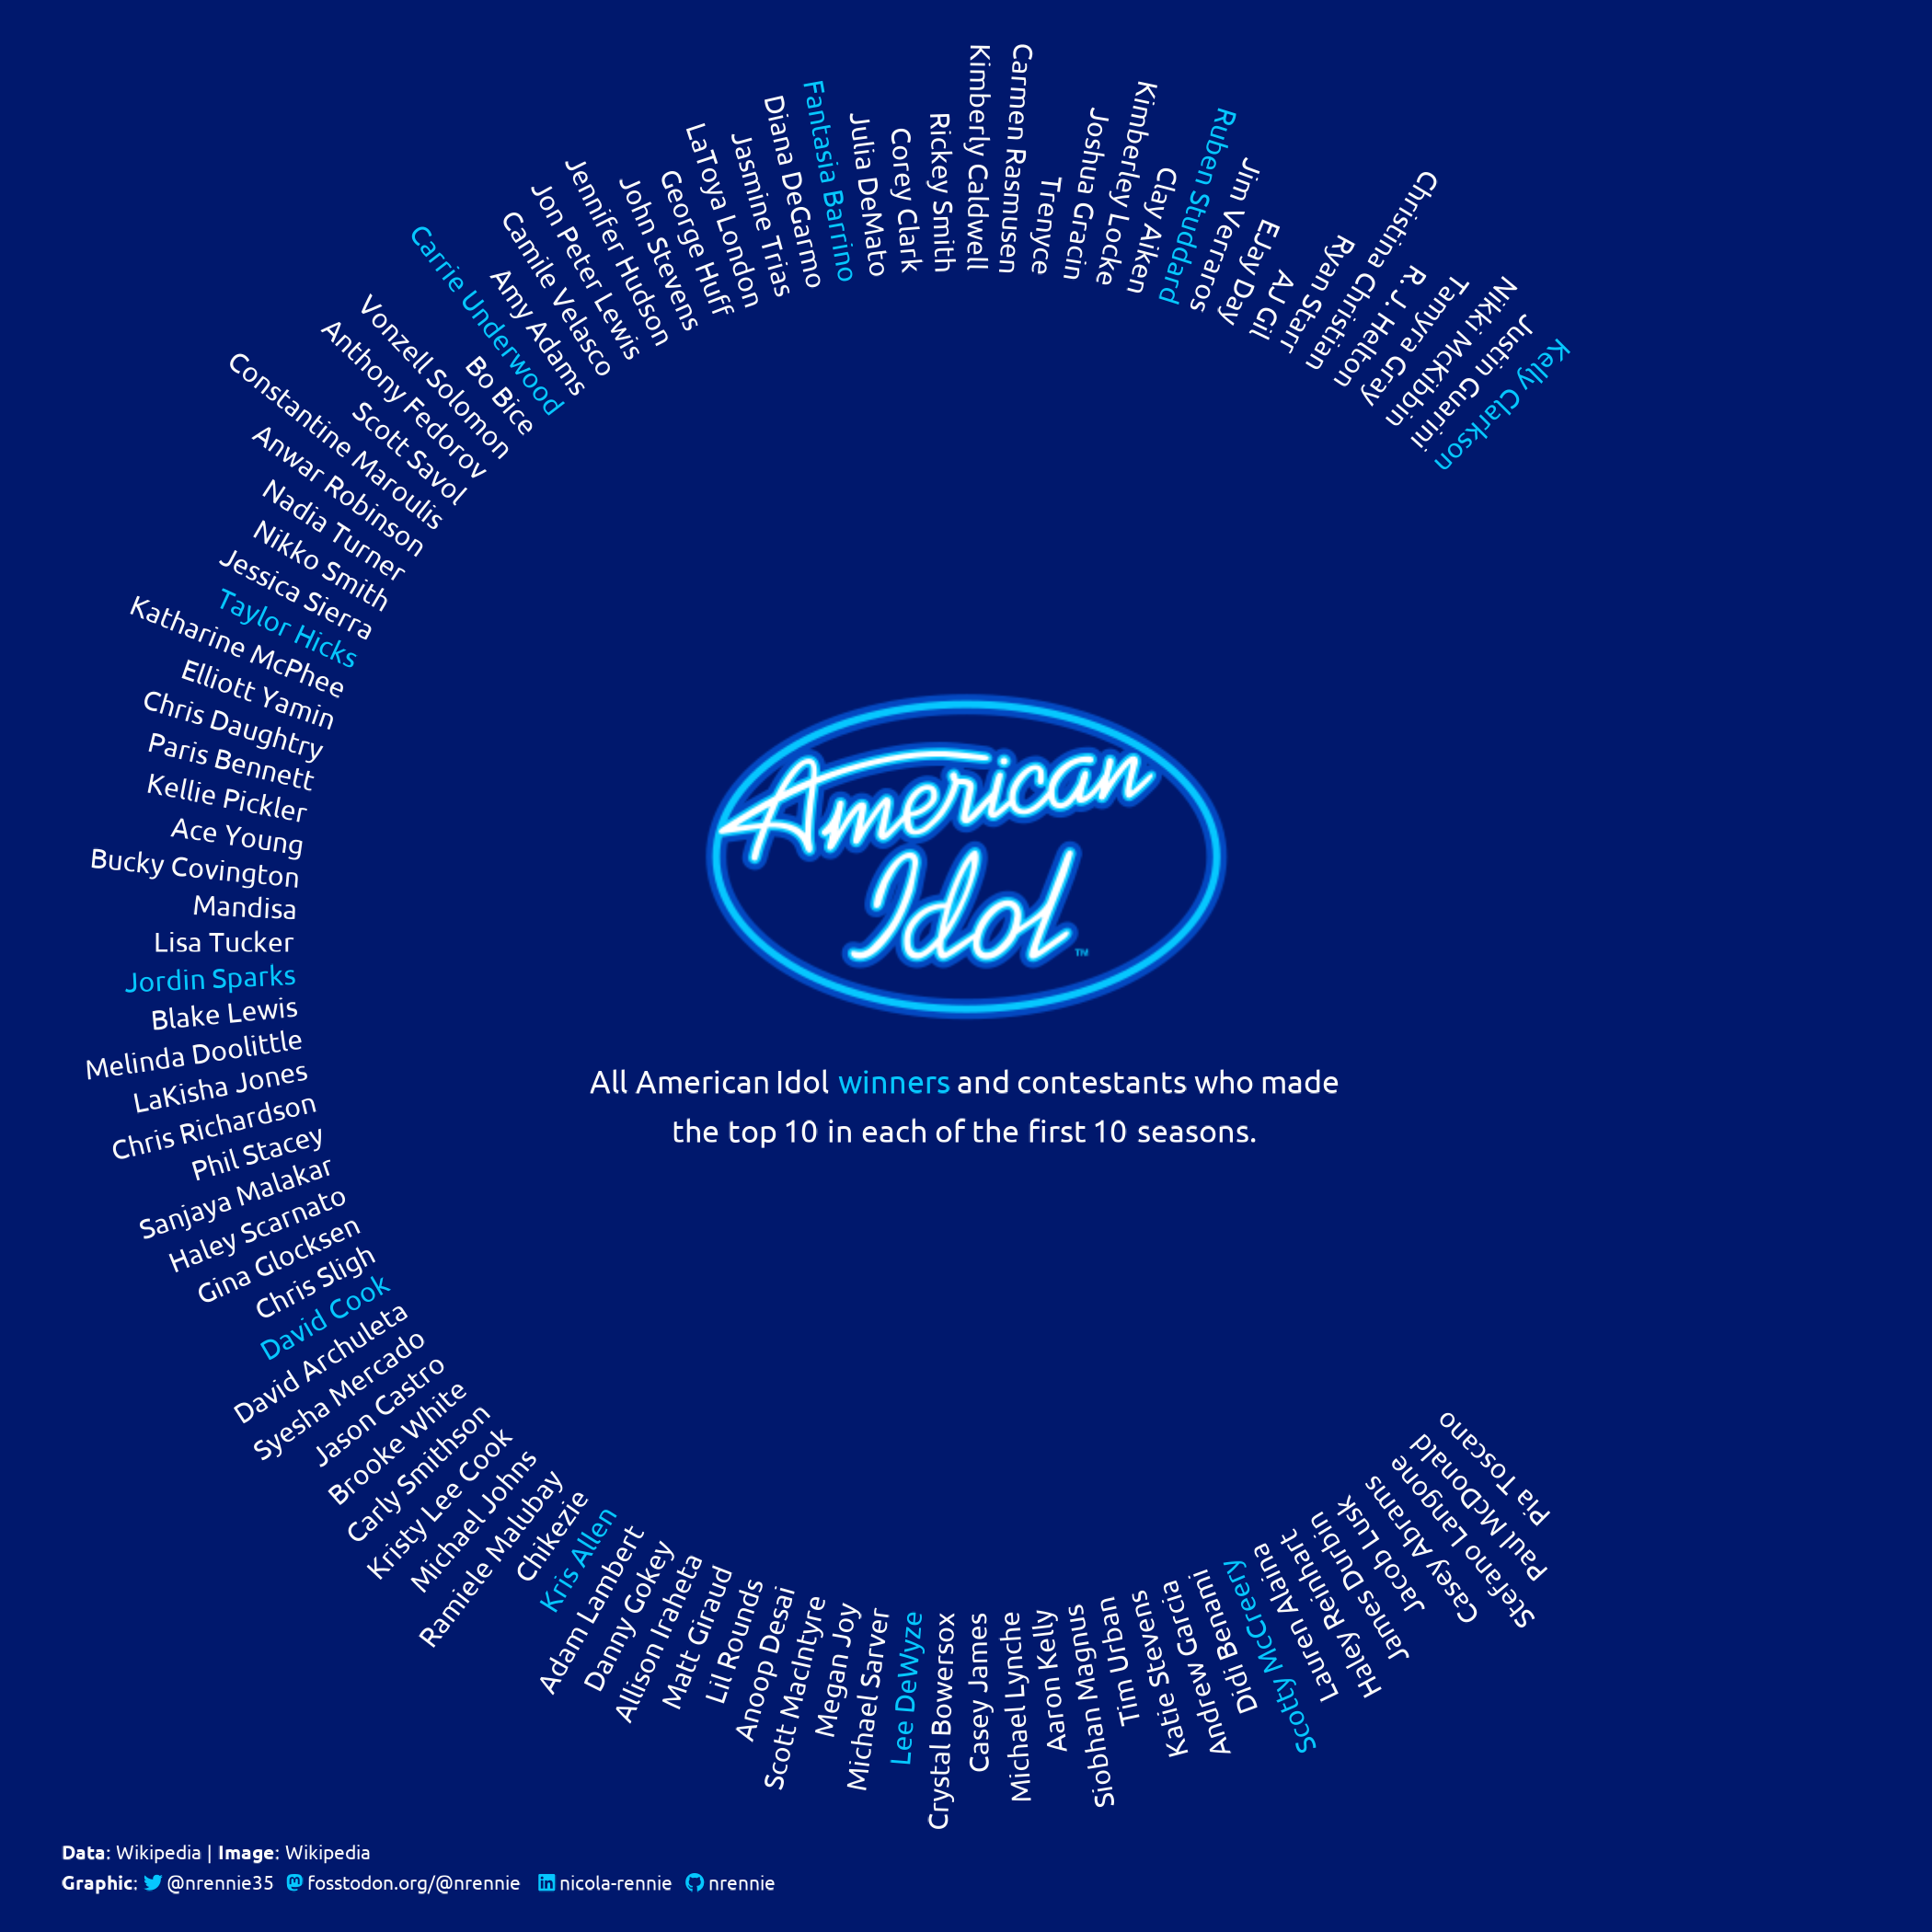 Kelly Clarkson
Justin Guarini
Nikki McKibbin
Tamyra Gray
R. J. Helton
Christina Christian
Ryan Starr
AJ Gil
EJay Day
Jim Verraros
Ruben Studdard
Clay Aiken
Kimberley Locke
Joshua Gracin
Trenyce
Carmen Rasmusen
Kimberly Caldwell
Rickey Smith
Corey Clark
Julia DeMato
Fantasia Barrino
Diana DeGarmo
Jasmine Trias
LaToya London
George Huff
John Stevens
Jennifer Hudson
Jon Peter Lewis
Camile Velasco
Amy Adams
Carrie Underwood
Bo Bice
Vonzell Solomon
Anthony Fedorov
Scott Savol
Constantine Maroulis
Anwar Robinson
Nadia Turner
Nikko Smith
Jessica Sierra
Taylor Hicks
Katharine McPhee
Elliott Yamin
Chris Daughtry
Paris Bennett
Kellie Pickler
Ace Young
Bucky Covington
Mandisa
Lisa Tucker
Jordin Sparks
Blake Lewis
Melinda Doolittle
LaKisha Jones
Chris Richardson
Phil Stacey
Sanjaya Malakar
Haley Scarnato
Gina Glocksen
Chris Sligh
David Cook
David Archuleta
Syesha Mercado
Jason Castro
Brooke White
Carly Smithson
Kristy Lee Cook
Michael Johns
Ramiele Malubay
Chikezie
Kris Allen
Adam Lambert
Danny Gokey
Allison Iraheta
Matt Giraud
Lil Rounds
Anoop Desai
Scott MacIntyre
Megan Joy
Michael Sarver
Lee DeWyze
Crystal Bowersox
Casey James
Michael Lynche
Aaron Kelly
Siobhan Magnus
Tim Urban
Katie Stevens
Andrew Garcia
Didi Benami
Scotty McCreery
Lauren Alaina
Haley Reinhart
James Durbin
Jacob Lusk
Casey Abrams
Stefano Langone
Paul McDonald
Pia Toscano
American
Idol
TM
All American Idol winners and contestants who made
the top 10 in each of the first 10 seasons.
Data: Wikipedia | Image: Wikipedia
Graphic: @nrennie35 fosstodon.org/@nrennie nicola-rennie nrennie